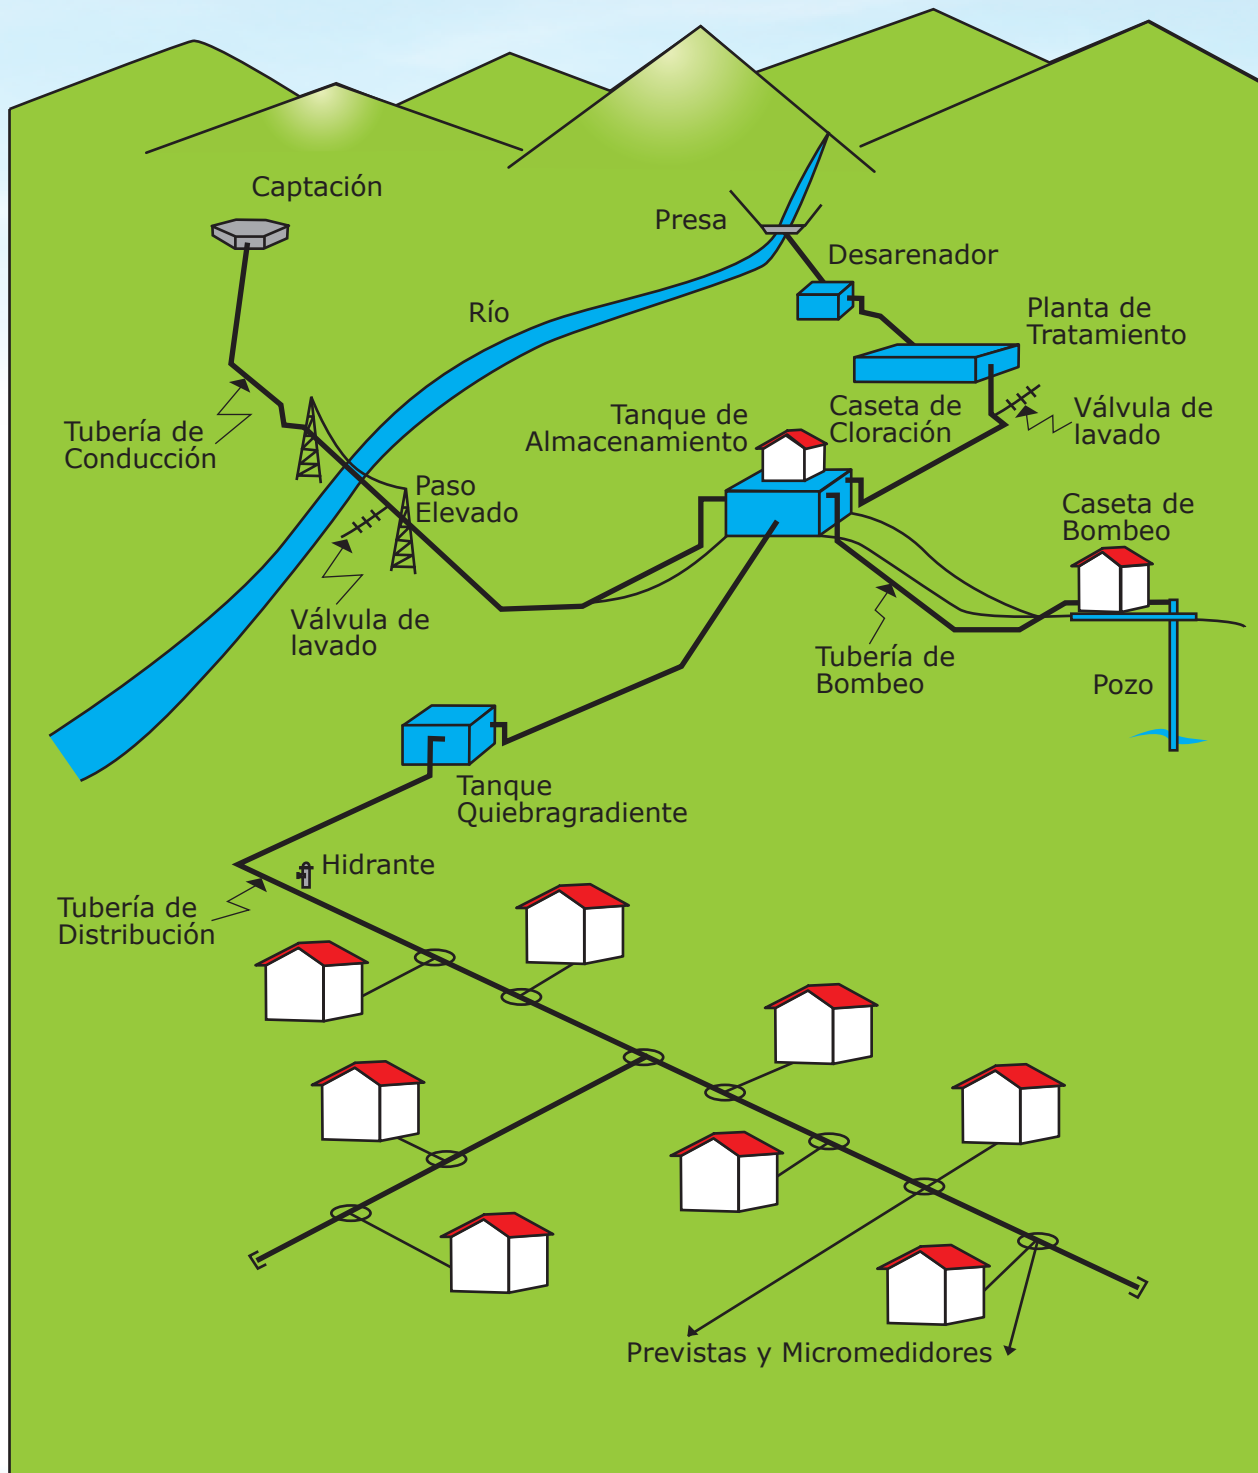 Captación
Presa
Desarenador
Río
Planta de
Tratamiento
Tubería de
Conducción
Tanque de
Almacenamiento
Caseta de
Cloración
Válvula de
lavado
Paso
Elevado
Caseta de
Bombeo
Válvula de
lavado
Tubería de
Bombeo
Pozo
Tanque
Quiebragradiente
Hidrante
Tubería de
Distribución
Previstas y Micromedidores